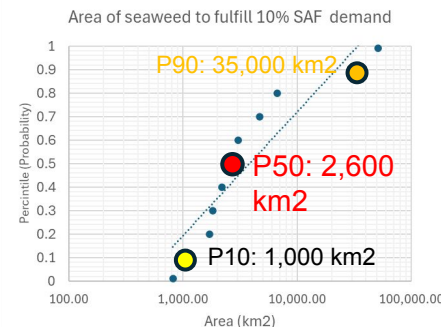 Area of seaweed to fulfill 10% SAF demand
Percintile (Probability)
1
0.9
0.8
0.7
0.6
0.5
0.4
0.3
0.2
0.1
0
P90: 35,000 km2
P50: 2,600
km2
P10: 1,000 km2
100.00
1,000.00
10,000.00
100,000.00
Area (km2)